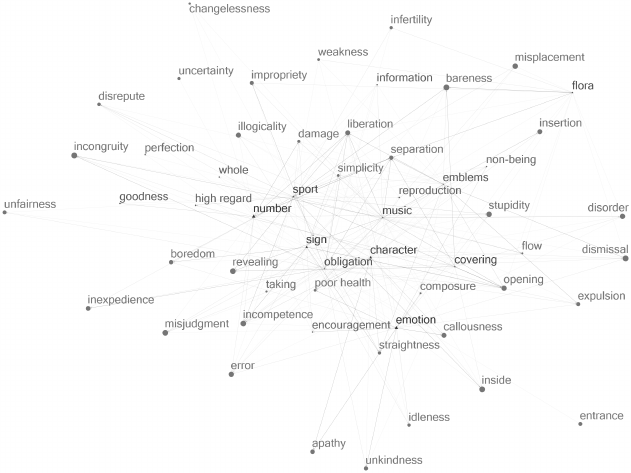 changelessness
infertility
weakness
misplacement
uncertainty
impropriety
information
bareness
flora
disrepute
illogicality
damage
liberation
insertion
incongruity
perfection
separation
non-being
whole
simplicity
emblems
sport
reproduction
unfairness
goodness
high regard
number
music
stupidity
disorder
sign
boredom
revealing
obligation
character
covering
flow
dismissal
taking
poor health
composure
opening
inexpedience
expulsion
misjudgment
incompetence
encouragement
emotion
callousness
straightness
error
inside
idleness
entrance
apathy
unkindness